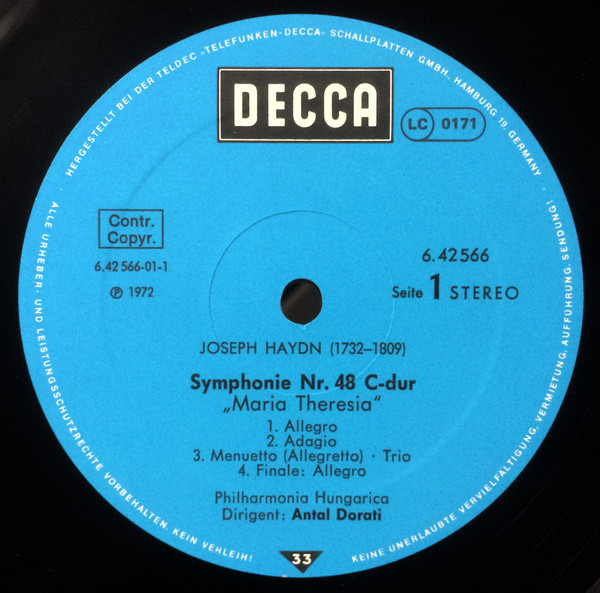 HERGESTELLT BEI DER TELDEC »TELEFUNKEN-DECCA« SCHALLPLATTEN GMBH, HAMBURG 19, GERMANY ·
DECCA
LC 0171
Contr.
Copyr.
6.42566-01-1
℗ 1972
6.42566
Seite 1 STEREO
JOSEPH HAYDN (1732–1809)
Symphonie Nr. 48 C-dur
„Maria Theresia“
1. Allegro
2. Adagio
3. Menuetto (Allegretto) · Trio
4. Finale: Allegro
Philharmonia Hungarica
Dirigent: Antal Dorati
33
ALLE URHEBER- UND LEISTUNGSSCHUTZRECHTE VORBEHALTEN. KEIN VERLEIH!
KEINE UNERLAUBTE VERVIELFÄLTIGUNG, VERMIETUNG, AUFFÜHRUNG, SENDUNG!